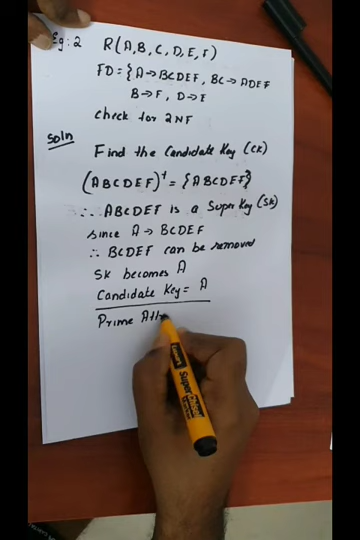 Eg: 2 R(A,B,C,D,E,F)
FD = {A→BCDEF, BC→ADEF
B→F, D→E
check for 2NF
Soln
Find the Candidate Key (CK)
(ABCDEF)⁺ = {ABCDEF}
∴ ABCDEF is a Super Key (SK)
since A→BCDEF
∴ BCDEF can be removed
SK becomes A
Candidate Key = A
Prime Att